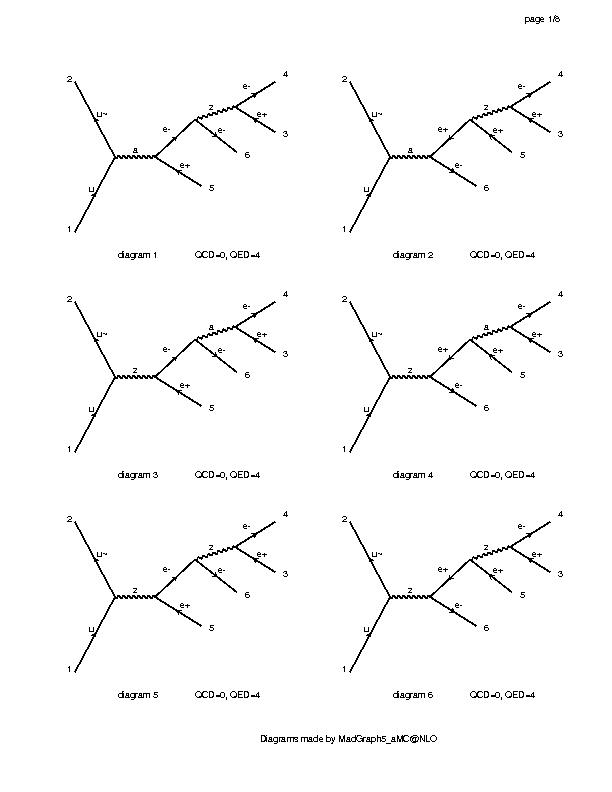 page 1/8
4 4
2 e- 2 e-
z z
u~ e- e+ u~ e+ e+
e- 3 e+ 3
a 6 a 5
e+ e-
u 5 u 6
1 1
diagram 1 QCD=0, QED=4 diagram 2 QCD=0, QED=4
4 4
2 e- 2 e-
a a
u~ e- e+ u~ e+ e+
e- 3 e+ 3
z 6 z 5
e+ e-
u 5 u 6
1 1
diagram 3 QCD=0, QED=4 diagram 4 QCD=0, QED=4
4 4
2 e- 2 e-
z z
u~ e- e+ u~ e+ e+
e- 3 e+ 3
z 6 z 5
e+ e-
u 5 u 6
1 1
diagram 5 QCD=0, QED=4 diagram 6 QCD=0, QED=4
Diagrams made by MadGraph5_aMC@NLO